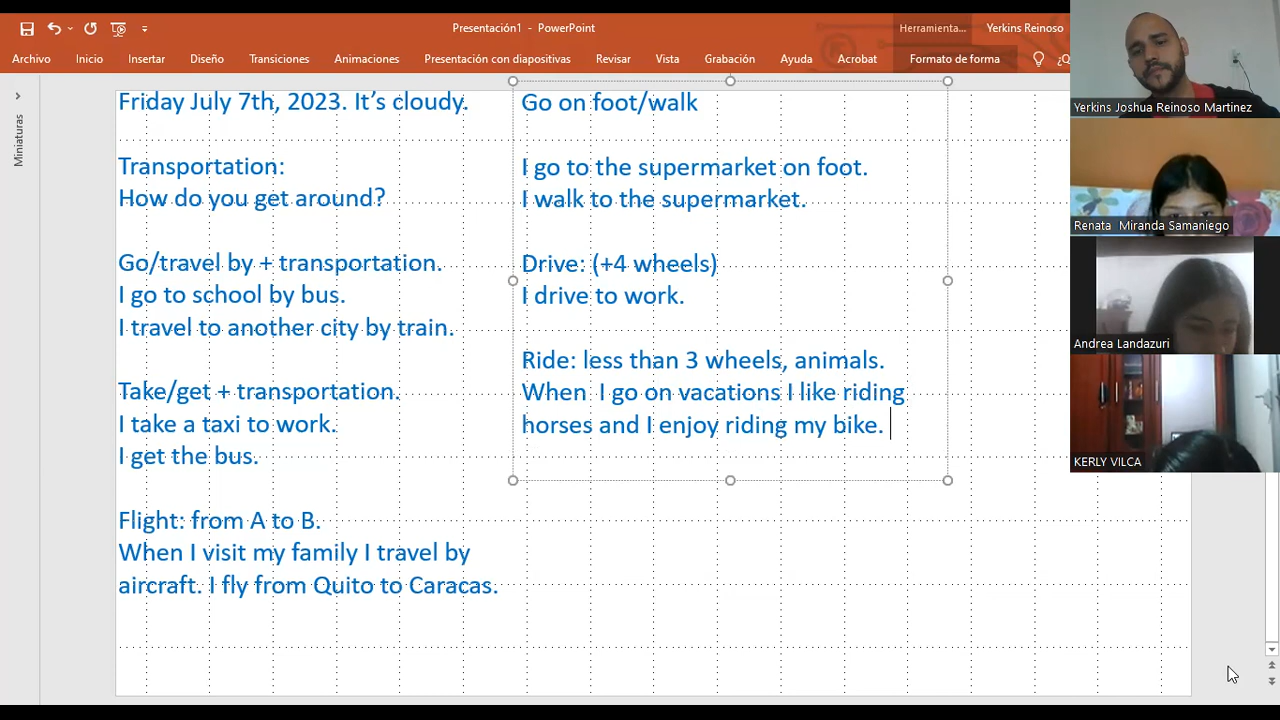 Presentación1 - PowerPoint
Herramienta...
Yerkins Reinoso
Archivo
Inicio
Insertar
Diseño
Transiciones
Animaciones
Presentación con diapositivas
Revisar
Vista
Grabación
Ayuda
Acrobat
Formato de forma
Miniaturas
Friday July 7th, 2023. It’s cloudy.
Transportation:
How do you get around?
Go/travel by + transportation.
I go to school by bus.
I travel to another city by train.
Take/get + transportation.
I take a taxi to work.
I get the bus.
Flight: from A to B.
When I visit my family I travel by
aircraft. I fly from Quito to Caracas.
Go on foot/walk
I go to the supermarket on foot.
I walk to the supermarket.
Drive: (+4 wheels)
I drive to work.
Ride: less than 3 wheels, animals.
When  I go on vacations I like riding
horses and I enjoy riding my bike.
Yerkins Joshua Reinoso Martinez
Renata  Miranda Samaniego
Andrea Landazuri
KERLY VILCA